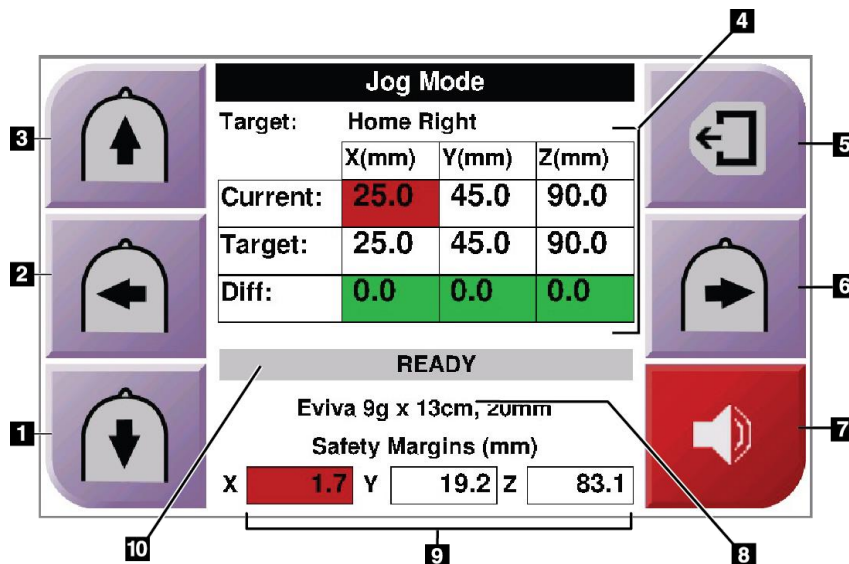 4
Jog Mode
3
Target: Home Right
5
X(mm) Y(mm) Z(mm)
Current: 25.0 45.0 90.0
Target: 25.0 45.0 90.0
2
6
Diff: 0.0 0.0 0.0
READY
Eviva 9g x 13cm, 20mm
1
7
Safety Margins (mm)
X 1.7 Y 19.2 Z 83.1
10
9
8